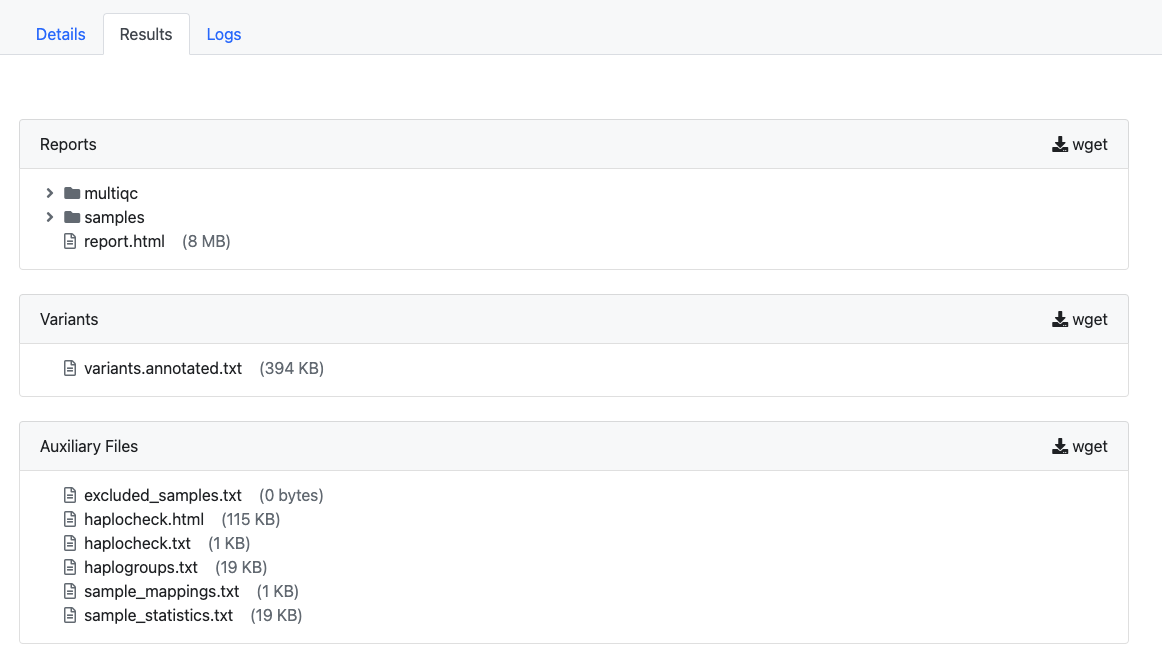 Details Results Logs
Reports wget
multiqc
samples
report.html (8 MB)
Variants wget
variants.annotated.txt (394 KB)
Auxiliary Files wget
excluded_samples.txt (0 bytes)
haplocheck.html (115 KB)
haplocheck.txt (1 KB)
haplogroups.txt (19 KB)
sample_mappings.txt (1 KB)
sample_statistics.txt (19 KB)